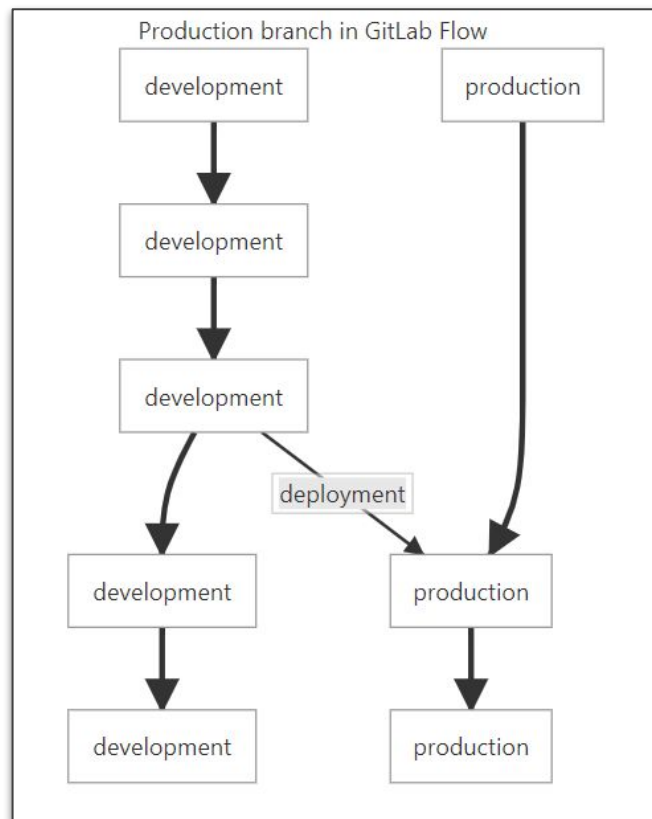 Production branch in GitLab Flow
development
production
development
development
deployment
development
production
development
production